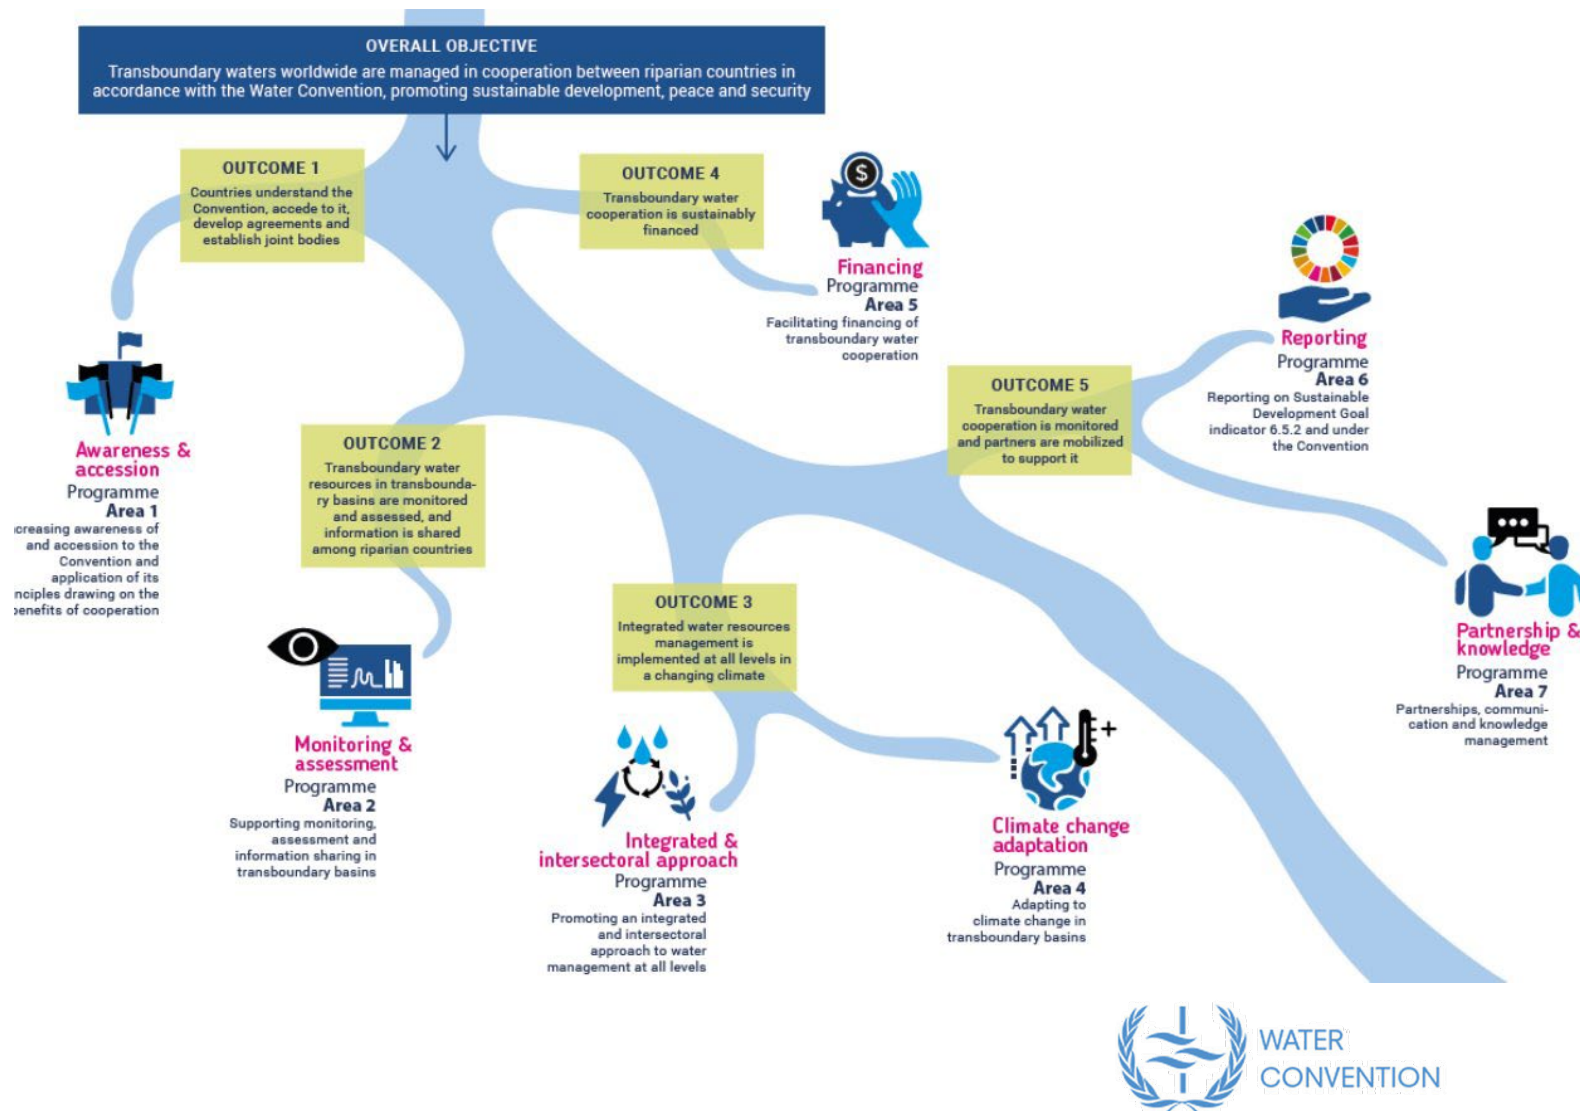 OVERALL OBJECTIVE
Transboundary waters worldwide are managed in cooperation between riparian countries in
accordance with the Water Convention, promoting sustainable development, peace and security
OUTCOME 1
Countries understand the
Convention, accede to it,
develop agreements and
establish joint bodies
OUTCOME 4
Transboundary water
cooperation is sustainably
financed
$
Financing
Programme
Area 5
Facilitating financing of
transboundary water
cooperation
Reporting
Programme
Area 6
Reporting on Sustainable
Development Goal
indicator 6.5.2 and under
the Convention
OUTCOME 5
Transboundary water
cooperation is monitored
and partners are mobilized
to support it
Awareness &
accession
Programme
Area 1
creasing awareness of
and accession to the
Convention and
application of its
nciples drawing on the
benefits of cooperation
OUTCOME 2
Transboundary water
resources in transbounda-
ry basins are monitored
and assessed, and
information is shared
among riparian countries
Monitoring &
assessment
Programme
Area 2
Supporting monitoring,
assessment and
information sharing in
transboundary basins
OUTCOME 3
Integrated water resources
management is
implemented at all levels in
a changing climate
Integrated &
intersectoral approach
Programme
Area 3
Promoting an integrated
and intersectoral
approach to water
management at all levels
+
Climate change
adaptation
Programme
Area 4
Adapting to
climate change in
transboundary basins
Partnership &
knowledge
Programme
Area 7
Partnerships, communi-
cation and knowledge
management
WATER
CONVENTION